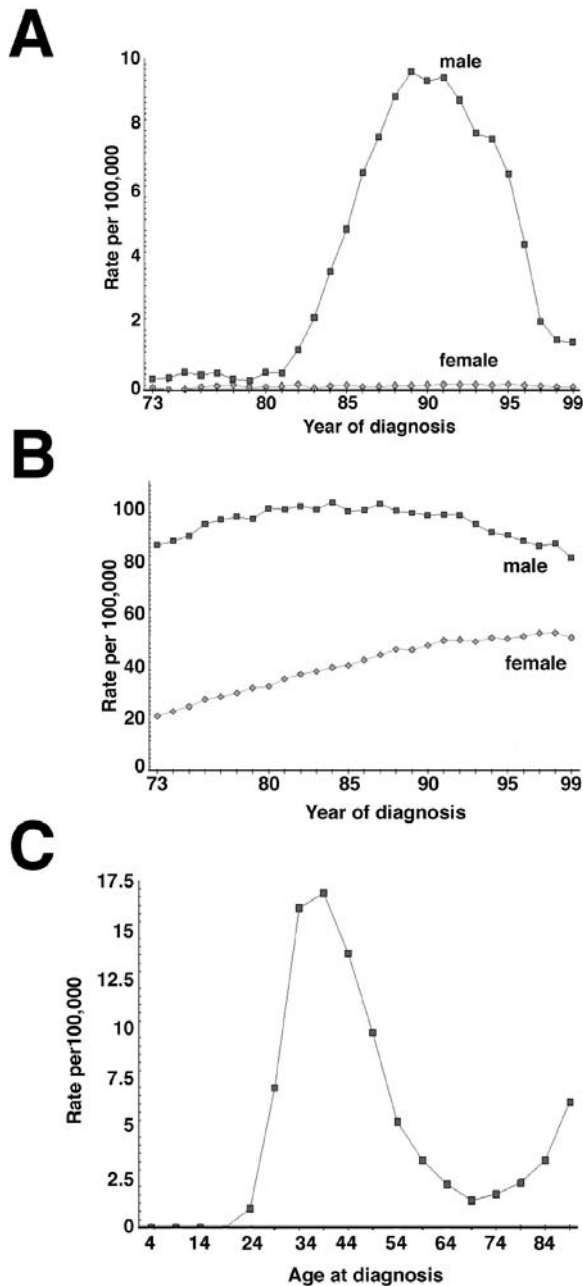 A
10
8
6
4
2
0
Rate per 100,000
male
female
73 80 85 90 95 99
Year of diagnosis
B
100
80
60
40
20
0
Rate per 100,000
male
female
73 80 85 90 95 99
Year of diagnosis
C
17.5
15
12.5
10
7.5
5
2.5
0
Rate per100,000
4 14 24 34 44 54 64 74 84
Age at diagnosis